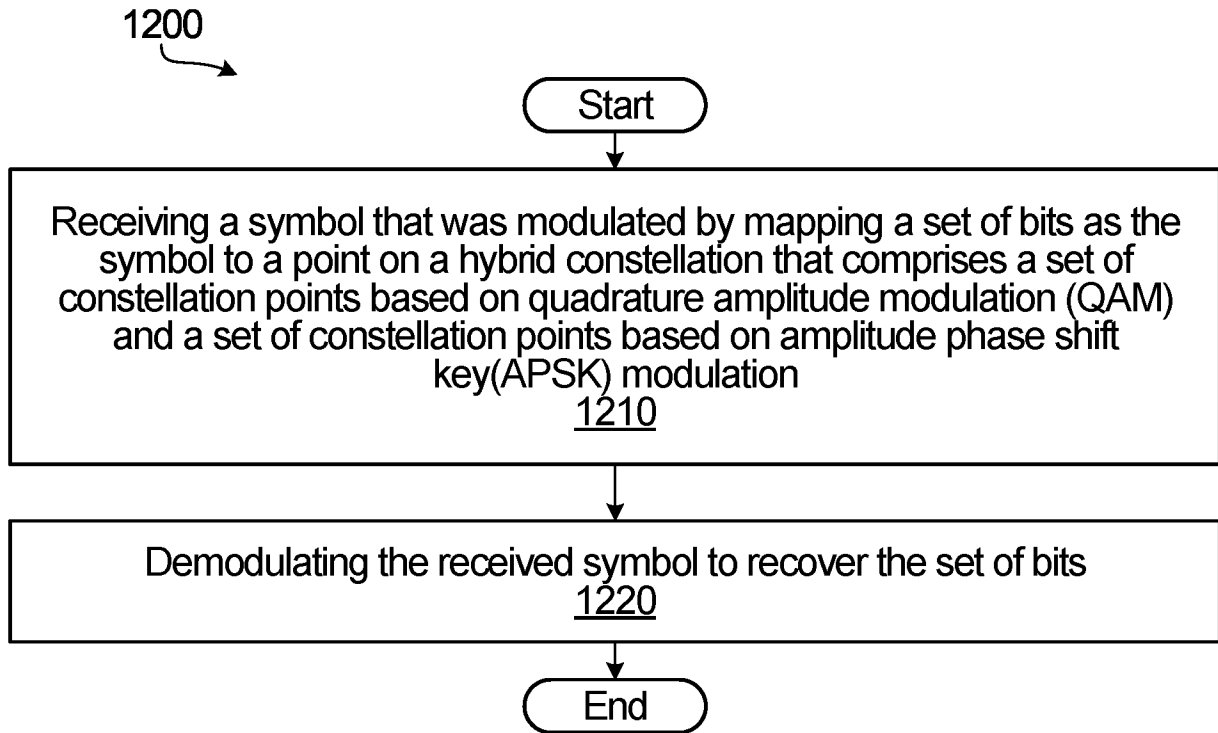 1200
Start
Receiving a symbol that was modulated by mapping a set of bits as the
symbol to a point on a hybrid constellation that comprises a set of
constellation points based on quadrature amplitude modulation (QAM)
and a set of constellation points based on amplitude phase shift
key(APSK) modulation
1210
Demodulating the received symbol to recover the set of bits
1220
End